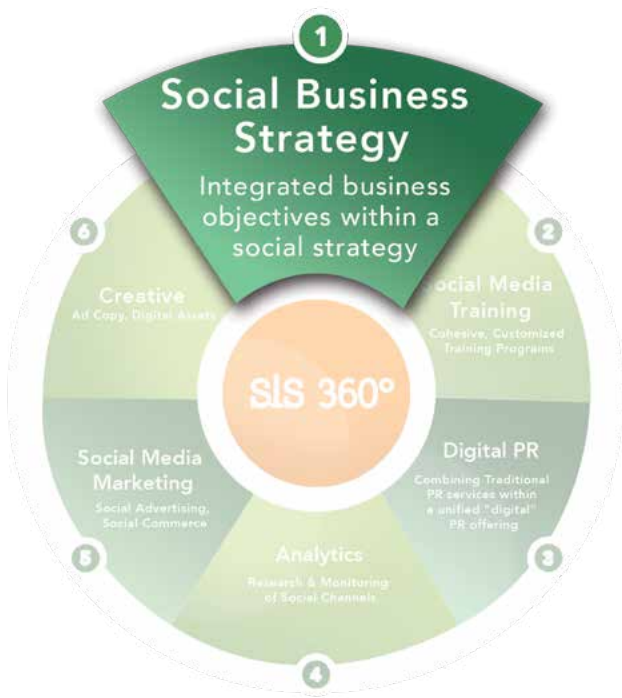 1
Social Business
Strategy
Integrated business
objectives within a
social strategy
2
Social Media
Training
Cohesive, Customized
Training Programs
Digital PR
Combining Traditional
PR services within
a unified "digital"
PR offering
3
Analytics
Research & Monitoring
of Social Channels
4
Social Media
Marketing
Social Advertising,
Social Commerce
5
6
Creative
Ad Copy, Digital Assets
SLS 360°